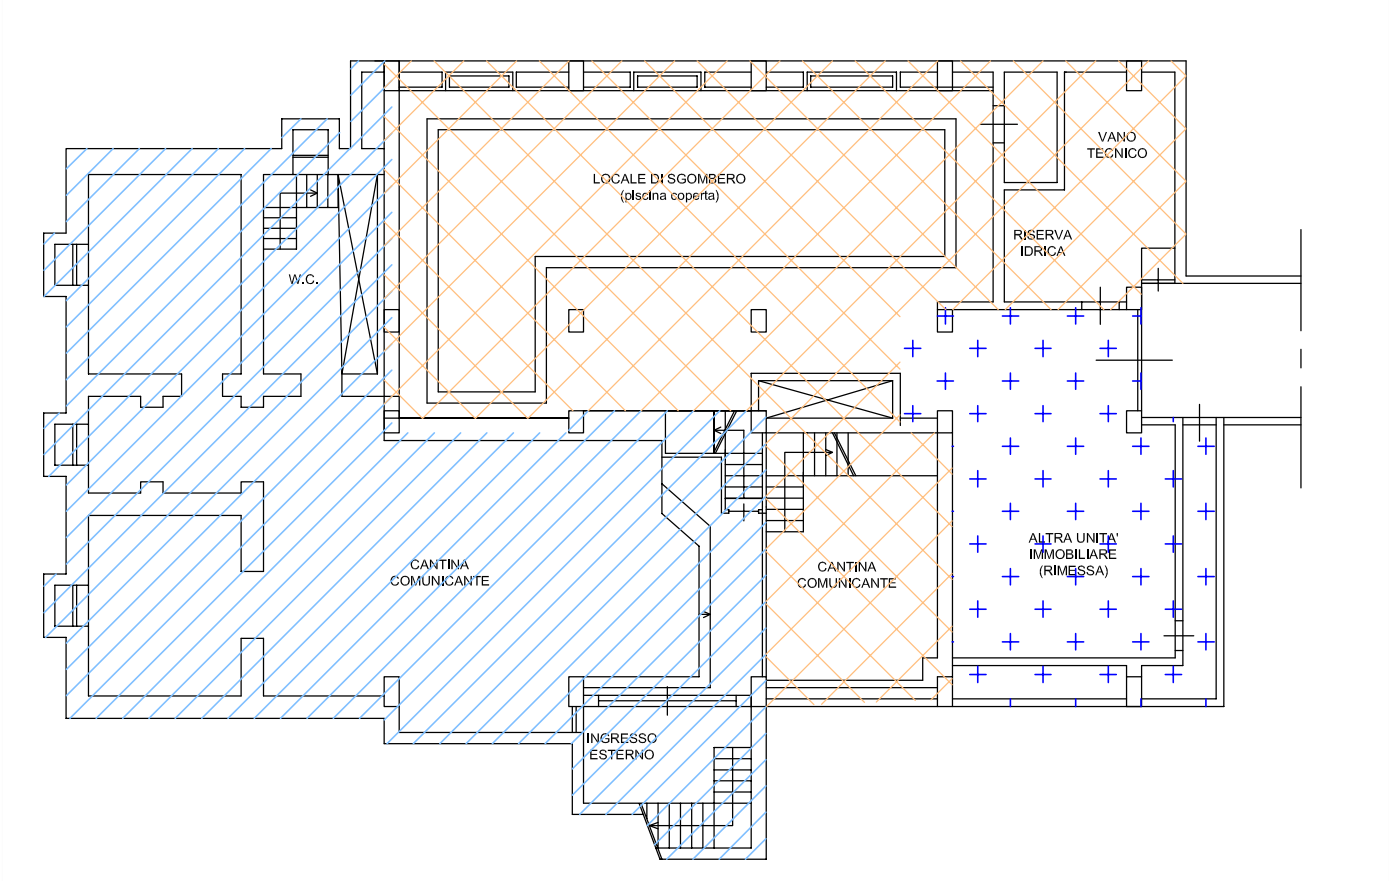 LOCALE DI SGOMBERO
(piscina coperta)
VANO
TECNICO
RISERVA
IDRICA
W.C.
CANTINA
COMUNICANTE
CANTINA
COMUNICANTE
ALTRA UNITA'
IMMOBILIARE
(RIMESSA)
INGRESSO
ESTERNO